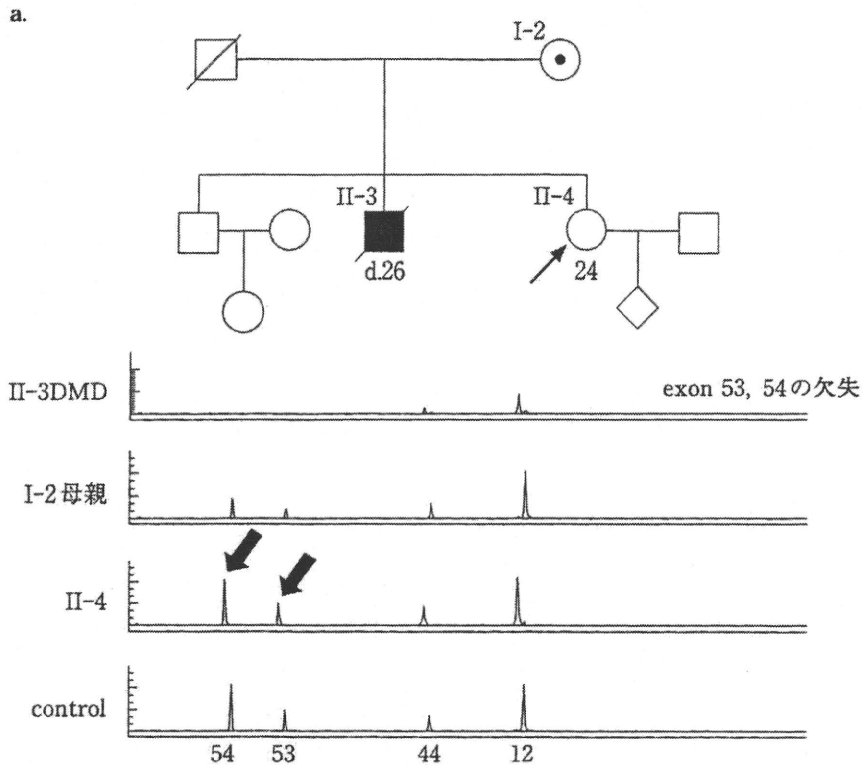 a.
I-2
II-3
II-4
d.26
24
II-3DMD
exon 53, 54の欠失
I-2母親
II-4
control
54 53 44 12